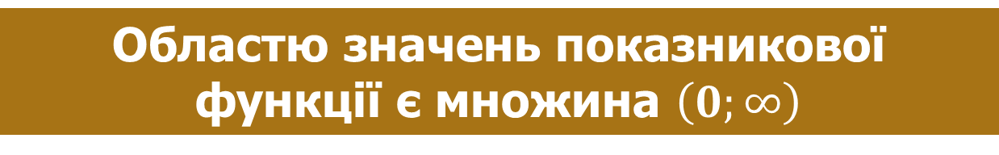 Областю значень показникової
функції є множина (0; ∞)